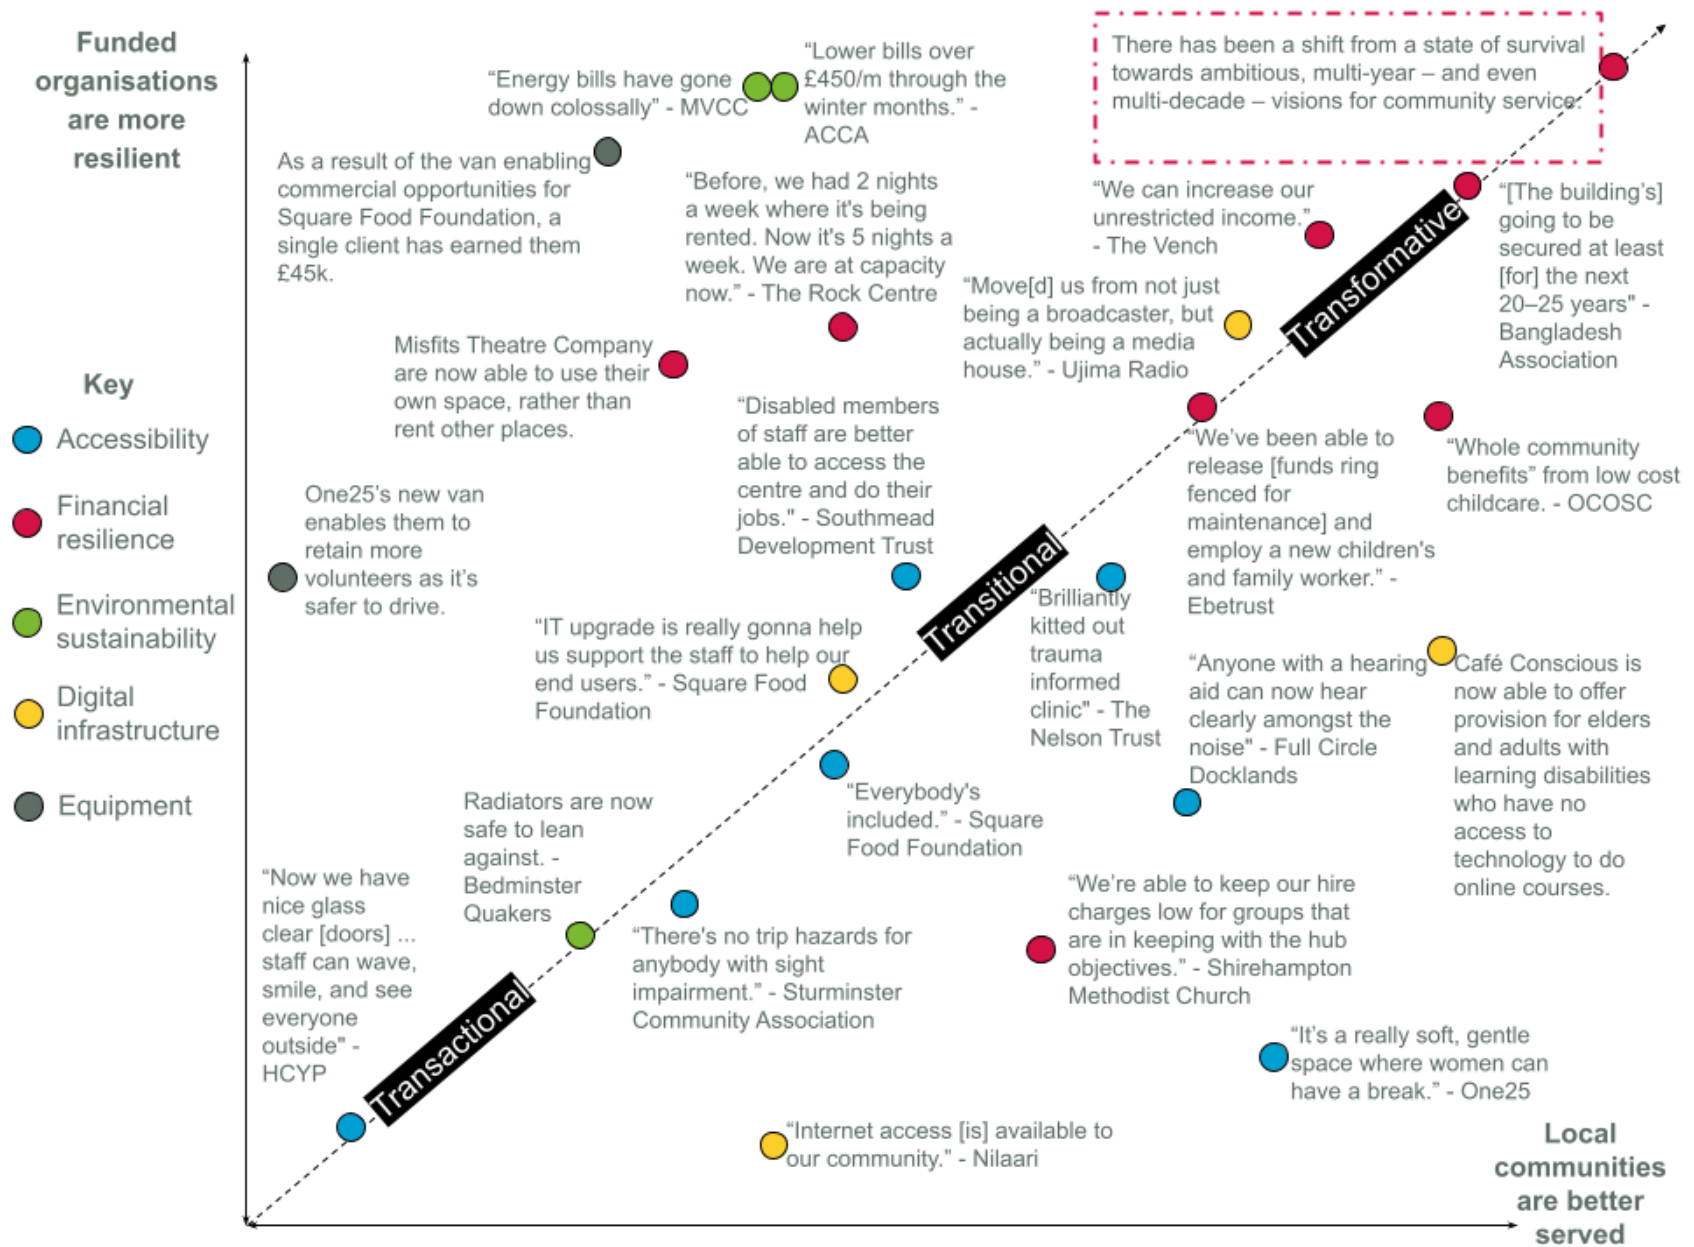 Funded
organisations
are more
resilient
Key
Accessibility
Financial
resilience
Environmental
sustainability
Digital
infrastructure
Equipment
“Energy bills have gone
down colossally” - MVCC
“Lower bills over
£450/m through the
winter months.” -
ACCA
There has been a shift from a state of survival
towards ambitious, multi-year – and even
multi-decade – visions for community service.
As a result of the van enabling
commercial opportunities for
Square Food Foundation, a
single client has earned them
£45k.
“Before, we had 2 nights
a week where it's being
rented. Now it's 5 nights a
week. We are at capacity
now.” - The Rock Centre
“We can increase our
unrestricted income.”
- The Vench
“[The building’s]
going to be
secured at least
[for] the next
20–25 years" -
Bangladesh
Association
“Move[d] us from not just
being a broadcaster, but
actually being a media
house.” - Ujima Radio
Transformative
Misfits Theatre Company
are now able to use their
own space, rather than
rent other places.
“Disabled members
of staff are better
able to access the
centre and do their
jobs." - Southmead
Development Trust
“We’ve been able to
release [funds ring
fenced for
maintenance] and
employ a new children's
and family worker.” -
Ebetrust
“Whole community
benefits” from low cost
childcare. - OCOSC
One25’s new van
enables them to
retain more
volunteers as it’s
safer to drive.
Transitional
“IT upgrade is really gonna help
us support the staff to help our
end users.” - Square Food
Foundation
“Brilliantly
kitted out
trauma
informed
clinic" - The
Nelson Trust
“Anyone with a hearing
aid can now hear
clearly amongst the
noise" - Full Circle
Docklands
Café Conscious is
now able to offer
provision for elders
and adults with
learning disabilities
who have no
access to
technology to do
online courses.
“Everybody's
included.” - Square
Food Foundation
Radiators are now
safe to lean
against. -
Bedminster
Quakers
“Now we have
nice glass
clear [doors] ...
staff can wave,
smile, and see
everyone
outside" -
HCYP
“There's no trip hazards for
anybody with sight
impairment.” - Sturminster
Community Association
“We’re able to keep our hire
charges low for groups that
are in keeping with the hub
objectives.” - Shirehampton
Methodist Church
Transactional
“It’s a really soft, gentle
space where women can
have a break.” - One25
“Internet access [is] available to
our community.” - Nilaari
Local
communities
are better
served